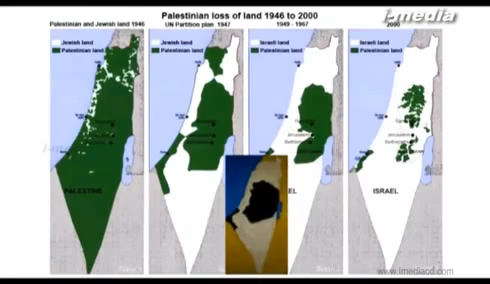 i-media
Palestinian loss of land 1946 to 2000
Palestinian and Jewish land 1946
UN Partition plan 1947
1949 - 1967
2000
Jewish land
Palestinian land
Jewish land
Palestinian land
Israeli land
Palestinian land
Israeli land
Palestinian land
Jerusalem
PALESTINE
EL
ISRAEL
www.imediacd.com